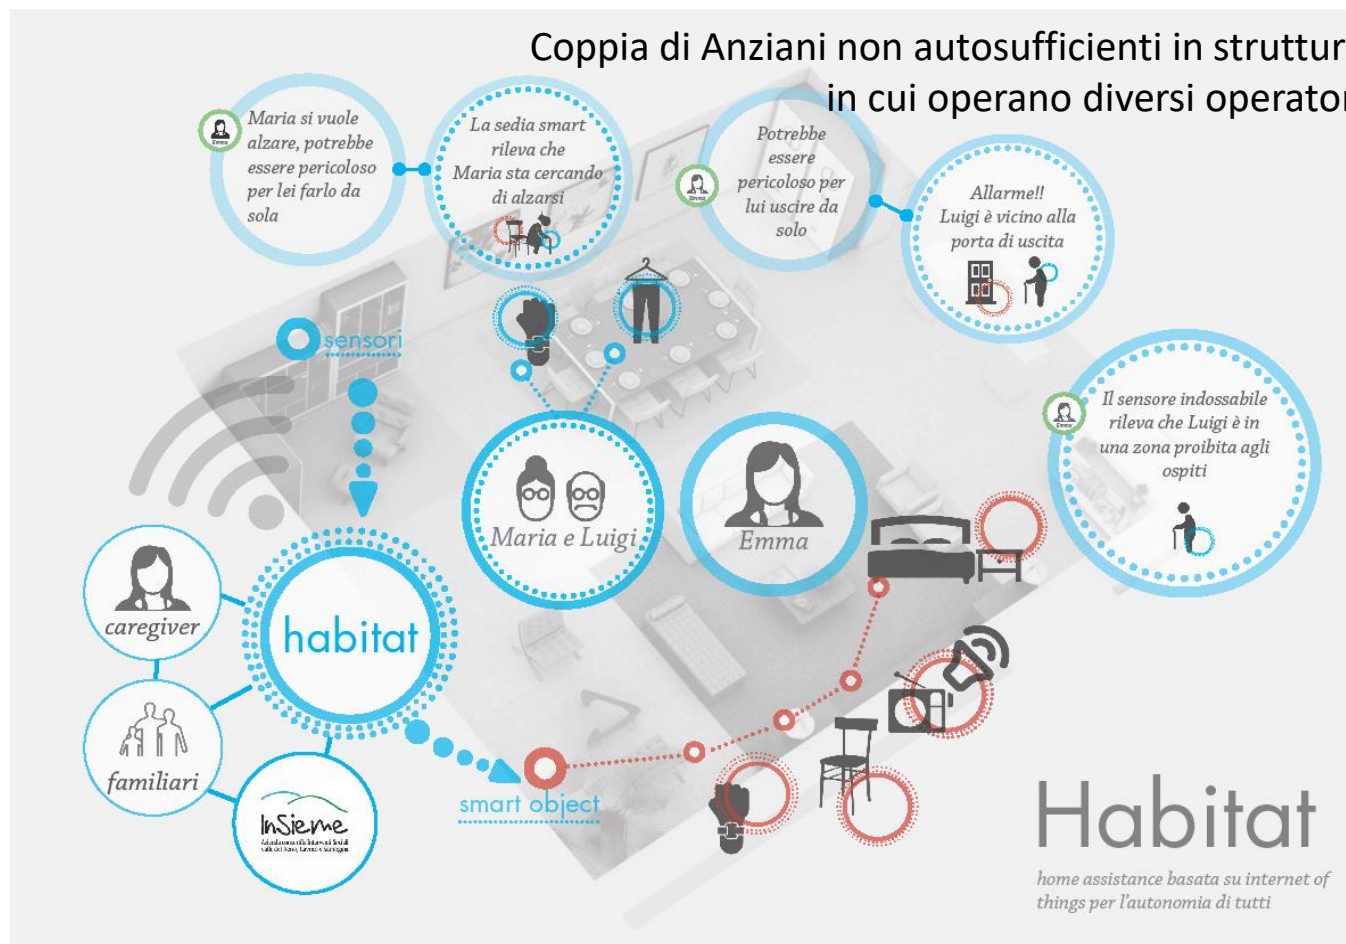 Coppia di Anziani non autosufficienti in struttur
in cui operano diversi operator
Maria si vuole
alzare, potrebbe
essere pericoloso
per lei farlo da
sola
Emma
La sedia smart
rileva che
Maria sta cercando
di alzarsi
Potrebbe
essere
pericoloso per
lui uscire da
solo
Emma
Allarme!!
Luigi è vicino alla
porta di uscita
sensori
Il sensore indossabile
rileva che Luigi è in
una zona proibita agli
ospiti
Emma
Maria e Luigi
Emma
caregiver
habitat
familiari
InSieme
smart object
Habitat
home assistance basata su internet of
things per l'autonomia di tutti